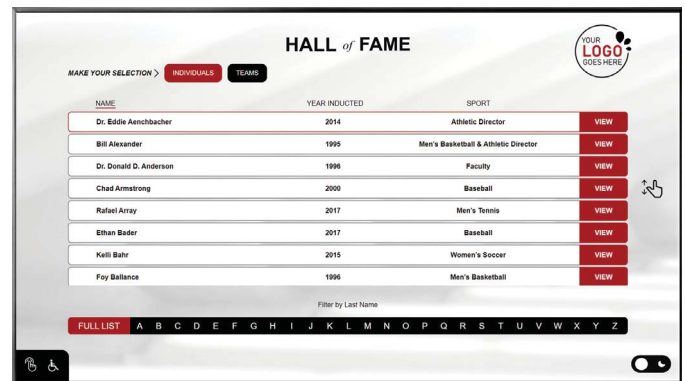 HALL of FAME
YOUR
LOGO
GOES HERE
MAKE YOUR SELECTION > INDIVIDUALS TEAMS
NAME YEAR INDUCTED SPORT
Dr. Eddie Aenchbacher 2014 Athletic Director VIEW
Bill Alexander 1995 Men's Basketball & Athletic Director VIEW
Dr. Donald D. Anderson 1996 Faculty VIEW
Chad Armstrong 2000 Baseball VIEW
Rafael Array 2017 Men's Tennis VIEW
Ethan Bader 2017 Baseball VIEW
Kelli Bahr 2015 Women's Soccer VIEW
Foy Ballance 1996 Men's Basketball VIEW
Filter by Last Name
FULL LIST A B C D E F G H I J K L M N O P Q R S T U V W X Y Z